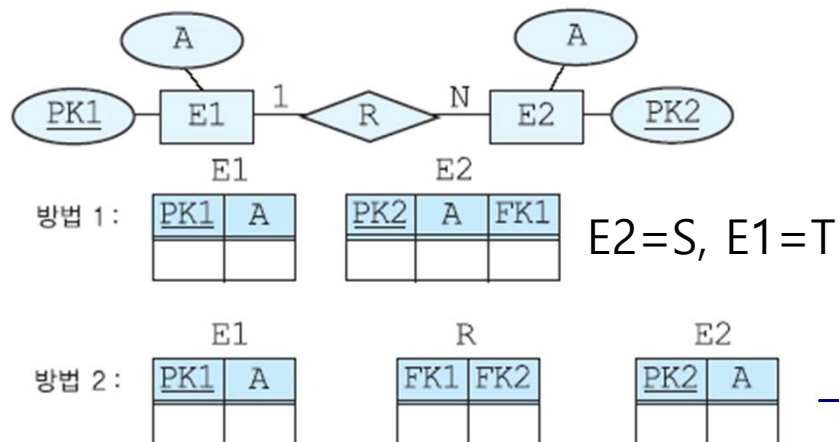 A A
PK1 E1 1 R N E2 PK2
E1 E2
방법 1: PK1 A PK2 A FK1
E2=S, E1=T
E1 R E2
방법 2: PK1 A FK1 FK2 PK2 A